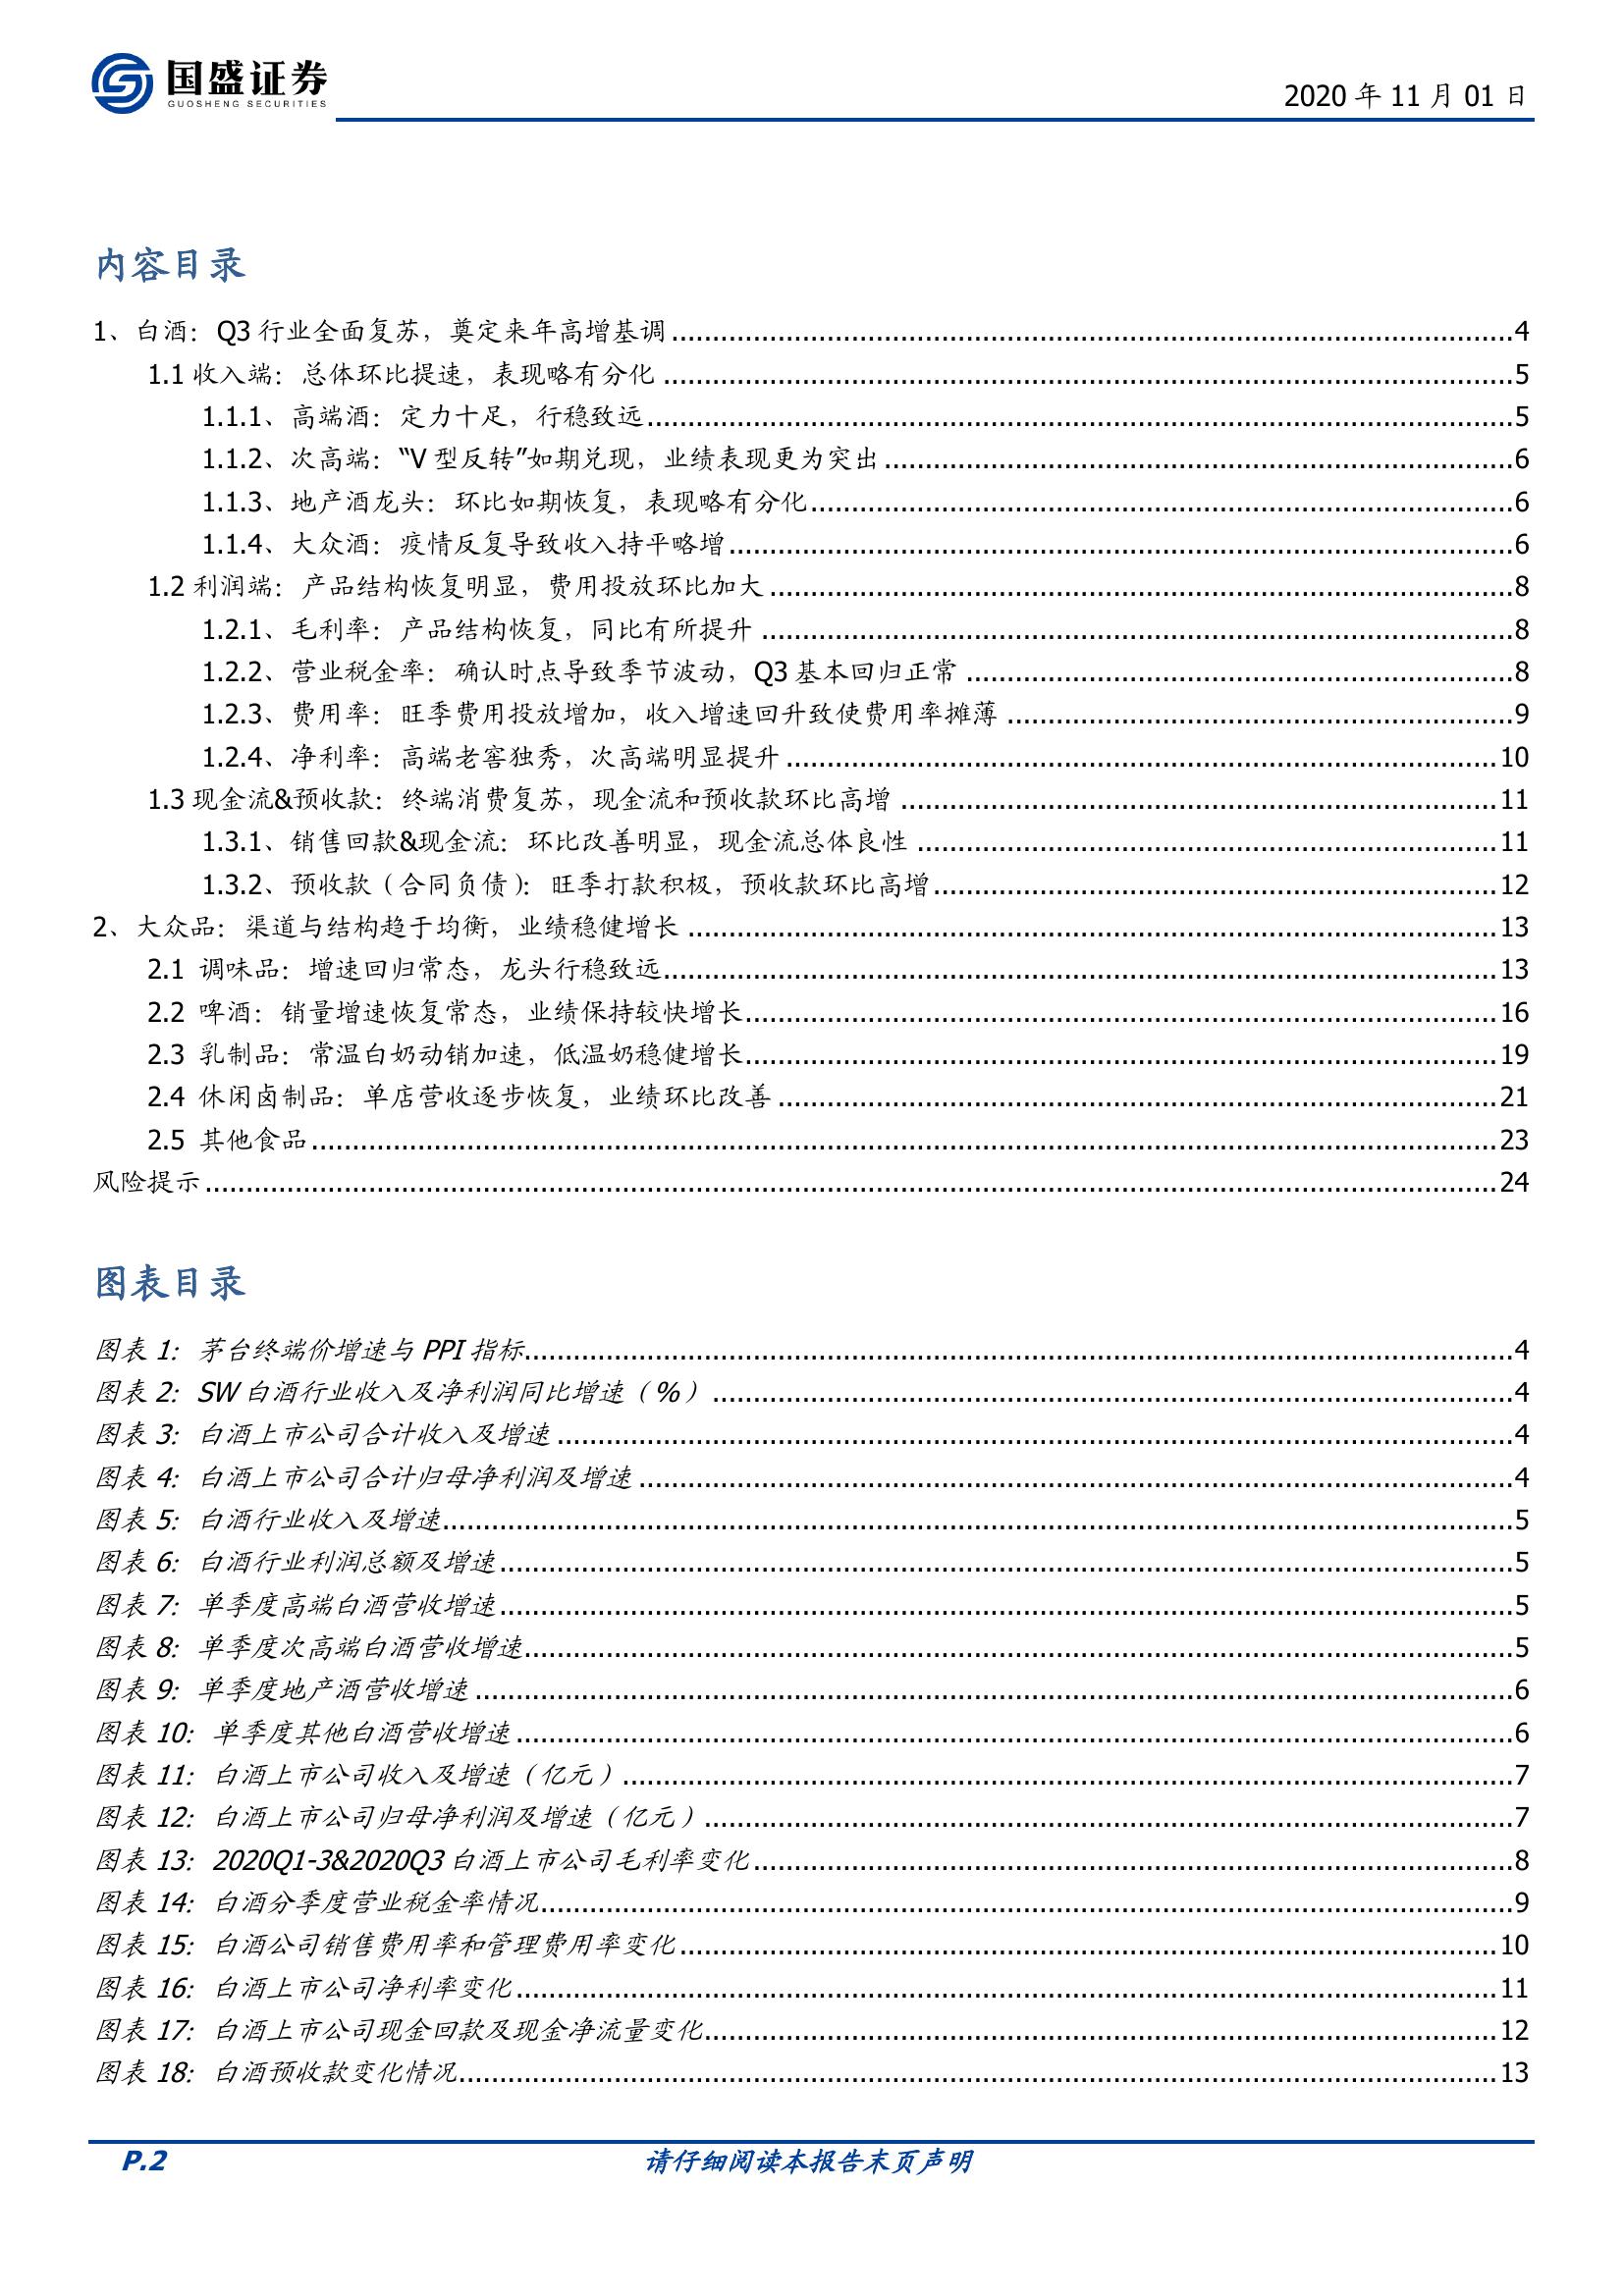 国盛证券
GUOSHENG SECURITIES
2020 年 11 月 01 日
内容目录
1、白酒：Q3 行业全面复苏，奠定来年高增基调......4
1.1 收入端：总体环比提速，表现略有分化......5
1.1.1、高端酒：定力十足，行稳致远......5
1.1.2、次高端：“V 型反转”如期兑现，业绩表现更为突出......6
1.1.3、地产酒龙头：环比如期恢复，表现略有分化......6
1.1.4、大众酒：疫情反复导致收入持平略增......6
1.2 利润端：产品结构恢复明显，费用投放环比加大......8
1.2.1、毛利率：产品结构恢复，同比有所提升......8
1.2.2、营业税金率：确认时点导致季节波动，Q3 基本回归正常......8
1.2.3、费用率：旺季费用投放增加，收入增速回升致使费用率摊薄......9
1.2.4、净利率：高端老窖独秀，次高端明显提升......10
1.3 现金流&预收款：终端消费复苏，现金流和预收款环比高增......11
1.3.1、销售回款&现金流：环比改善明显，现金流总体良性......11
1.3.2、预收款（合同负债）：旺季打款积极，预收款环比高增......12
2、大众品：渠道与结构趋于均衡，业绩稳健增长......13
2.1 调味品：增速回归常态，龙头行稳致远......13
2.2 啤酒：销量增速恢复常态，业绩保持较快增长......16
2.3 乳制品：常温白奶动销加速，低温奶稳健增长......19
2.4 休闲卤制品：单店营收逐步恢复，业绩环比改善......21
2.5 其他食品......23
风险提示......24
图表目录
图表 1：茅台终端价增速与 PPI 指标......4
图表 2：SW 白酒行业收入及净利润同比增速（%）......4
图表 3：白酒上市公司合计收入及增速......4
图表 4：白酒上市公司合计归母净利润及增速......4
图表 5：白酒行业收入及增速......5
图表 6：白酒行业利润总额及增速......5
图表 7：单季度高端白酒营收增速......5
图表 8：单季度次高端白酒营收增速......5
图表 9：单季度地产酒营收增速......6
图表 10：单季度其他白酒营收增速......6
图表 11：白酒上市公司收入及增速（亿元）......7
图表 12：白酒上市公司归母净利润及增速（亿元）......7
图表 13：2020Q1-3&2020Q3 白酒上市公司毛利率变化......8
图表 14：白酒分季度营业税金率情况......9
图表 15：白酒公司销售费用率和管理费用率变化......10
图表 16：白酒上市公司净利率变化......11
图表 17：白酒上市公司现金回款及现金净流量变化......12
图表 18：白酒预收款变化情况......13
P.2
请仔细阅读本报告末页声明